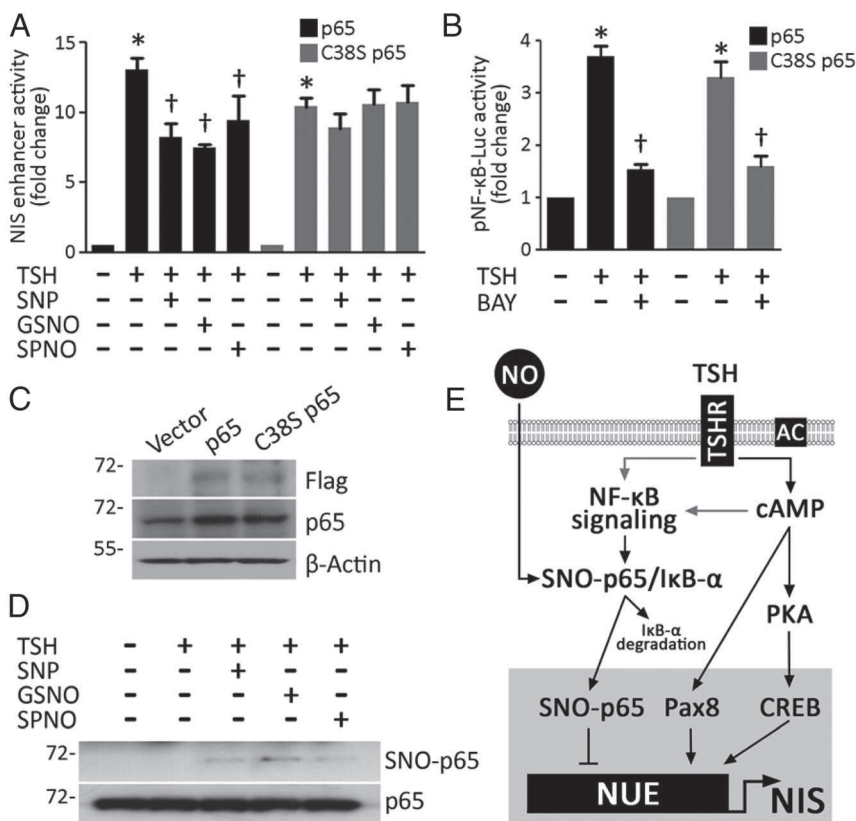 A
NIS enhancer activity
(fold change)
15
10
5
0
p65
C38S p65
* † † † *
TSH − + + + + − + + + +
SNP − − + − − − − + − −
GSNO − − − + − − − − + −
SPNO − − − − + − − − − +
B
pNF-κB-Luc activity
(fold change)
4
3
2
1
0
p65
C38S p65
* † * †
TSH − + + − + +
BAY − − + − − +
C
Vector p65 C38S p65
72- Flag
72- p65
55-
β-Actin
D
TSH − + + + +
SNP − − + − −
GSNO − − − + −
SPNO − − − − +
72- SNO-p65
72- p65
E
NO
TSH
TSHR
AC
NF-κB
signaling
cAMP
SNO-p65/IκB-α
IκB-α
degradation
PKA
SNO-p65 Pax8 CREB
NUE
NIS